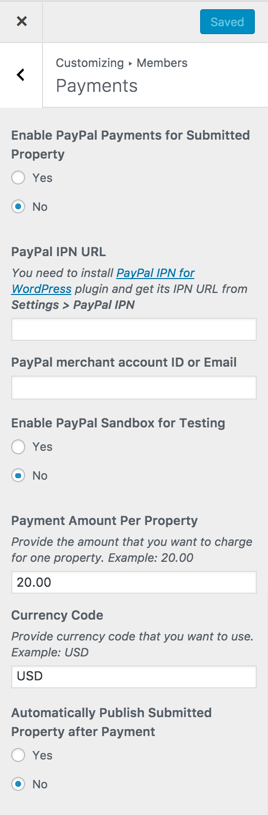 Saved
Customizing ▸ Members
Payments
Enable PayPal Payments for Submitted
Property
Yes
No
PayPal IPN URL
You need to install PayPal IPN for
WordPress plugin and get its IPN URL from
Settings > PayPal IPN
PayPal merchant account ID or Email
Enable PayPal Sandbox for Testing
Yes
No
Payment Amount Per Property
Provide the amount that you want to charge
for one property. Example: 20.00
20.00
Currency Code
Provide currency code that you want to use.
Example: USD
USD
Automatically Publish Submitted
Property after Payment
Yes
No